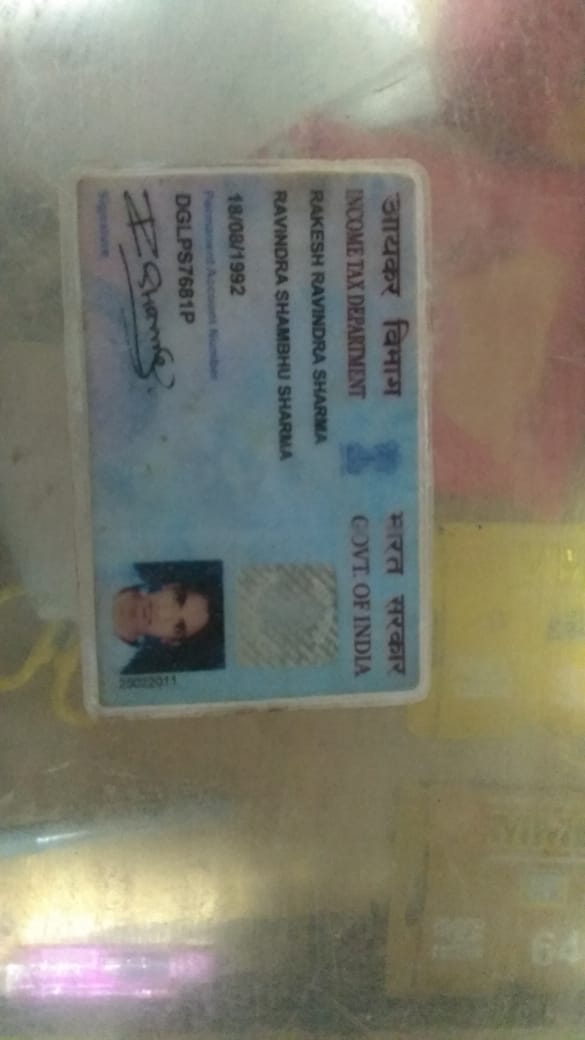 आयकर विभाग
भारत सरकार
INCOME TAX DEPARTMENT
GOVT. OF INDIA
RAKESH RAVINDRA SHARMA
RAVINDRA SHAMBHU SHARMA
18/08/1992
Permanent Account Number
DGLPS7681P
R Sharma
Signature
25022011
64